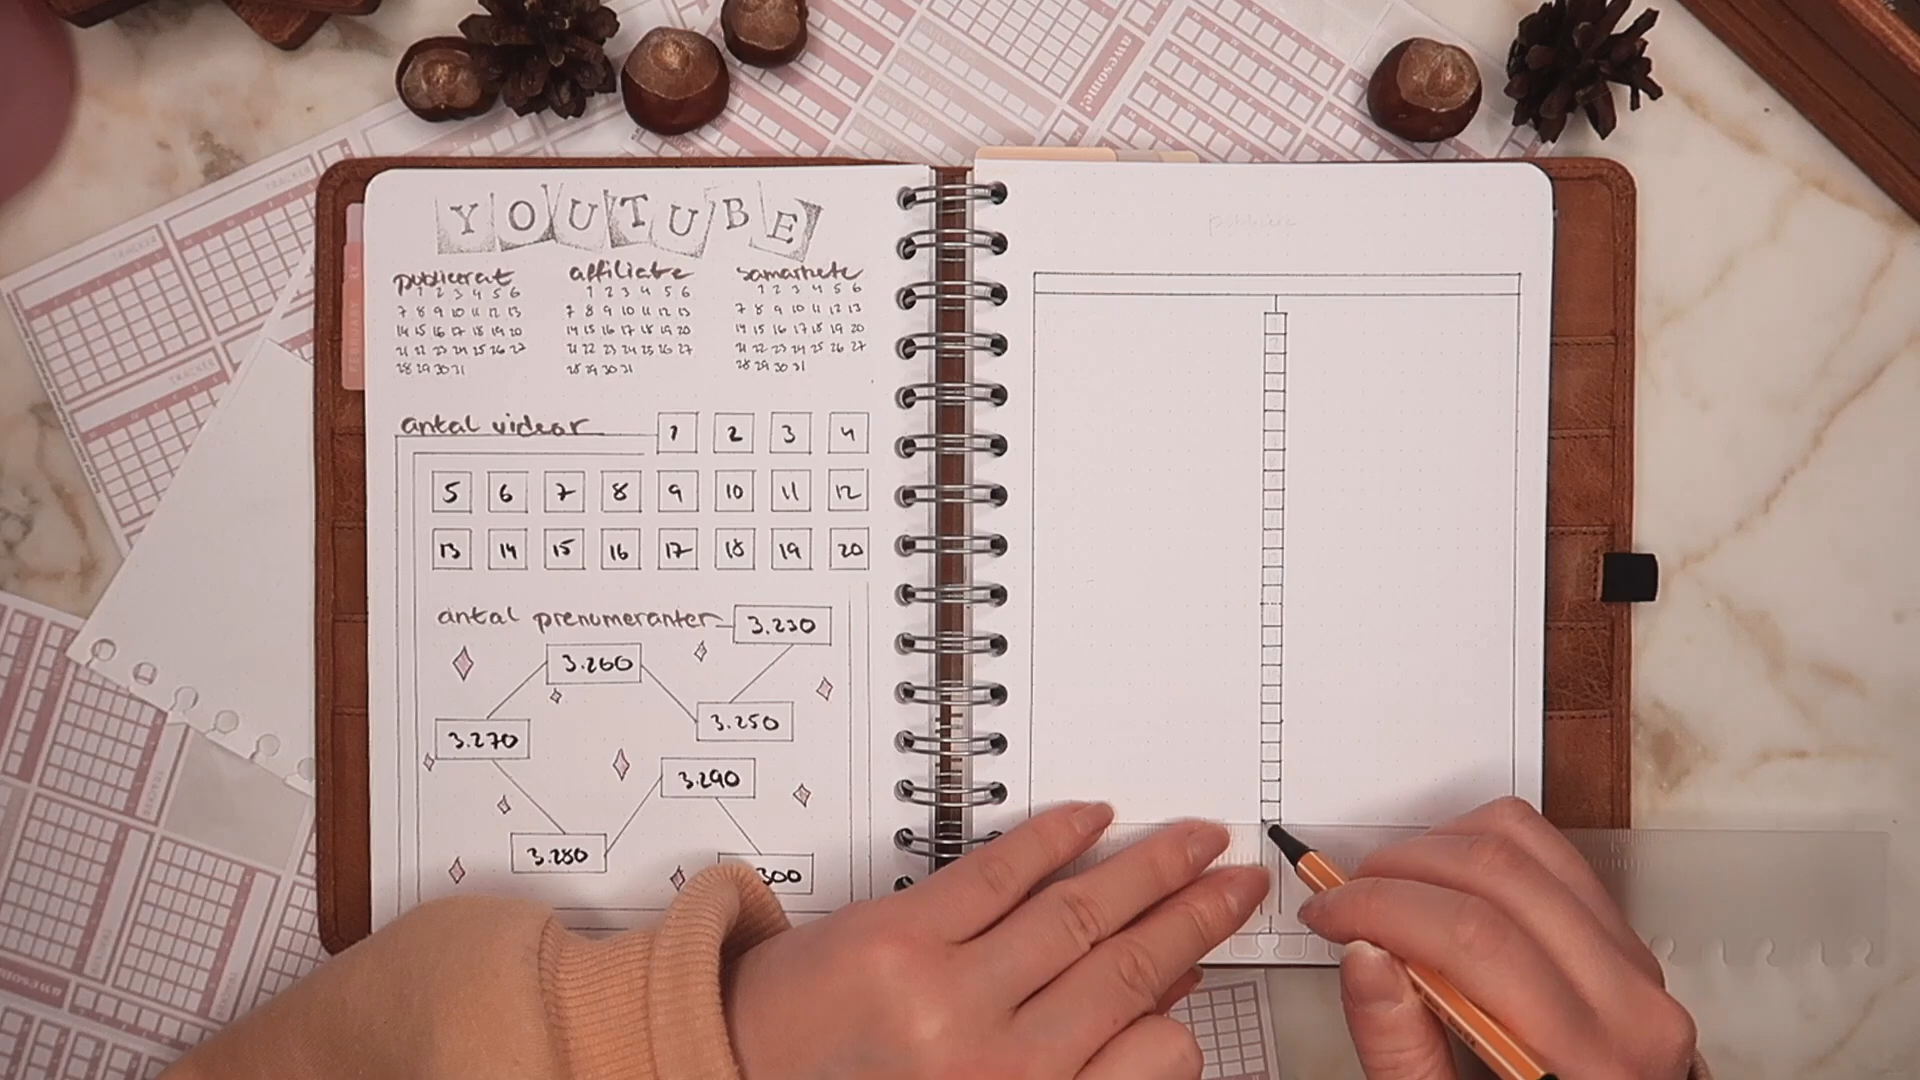 YOUTUBE
publicerat affiliate samarbete
1 2 3 4 5 6 1 2 3 4 5 6 1 2 3 4 5 6
7 8 9 10 11 12 13 7 8 9 10 11 12 13 7 8 9 10 11 12 13
14 15 16 17 18 19 20 14 15 16 17 18 19 20 14 15 16 17 18 19 20
21 22 23 24 25 26 27 21 22 23 24 25 26 27 21 22 23 24 25 26 27
28 29 30 31 28 29 30 31 28 29 30 31
antal videor 1 2 3 4
5 6 7 8 9 10 11 12
13 14 15 16 17 18 19 20
antal prenumeranter 3.230
3.260
3.250
3.270
3.290
3.280
300
awesome!
TRACKER
TRACKER
FEBRUARY